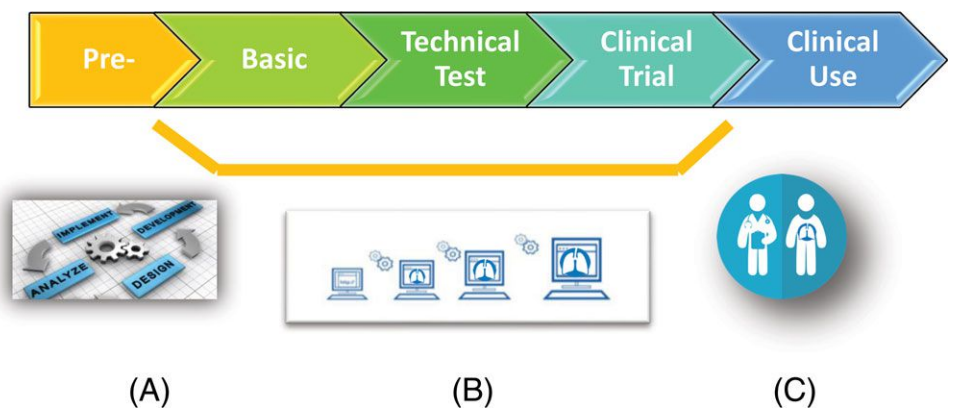 Pre-
Basic
Technical
Test
Clinical
Trial
Clinical
Use
IMPLEMENT
DEVELOPMENT
ANALYZE
DESIGN
(A)
(B)
(C)